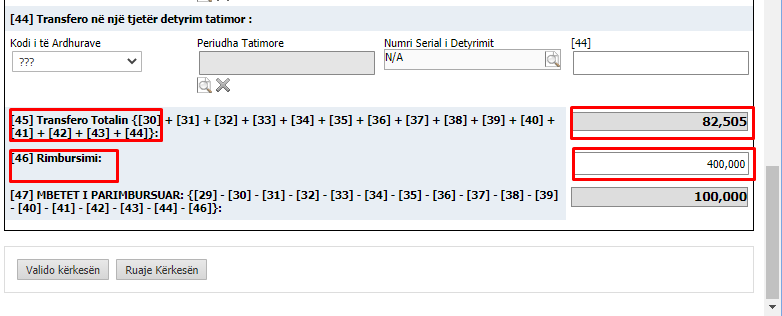 [44] Transfero në një tjetër detyrim tatimor :
Kodi i të Ardhurave Periudha Tatimore Numri Serial i Detyrimit [44]
??? N/A
[45] Transfero Totalin {[30] + [31] + [32] + [33] + [34] + [35] + [36] + [37] + [38] + [39] + [40] +
[41] + [42] + [43] + [44]}: 82,505
[46] Rimbursimi: 400,000
[47] MBETET I PARIMBURSUAR: {[29] - [30] - [31] - [32] - [33] - [34] - [35] - [36] - [37] - [38] - [39]
- [40] - [41] - [42] - [43] - [44] - [46]}: 100,000
Valido kërkesën Ruaje Kërkesën